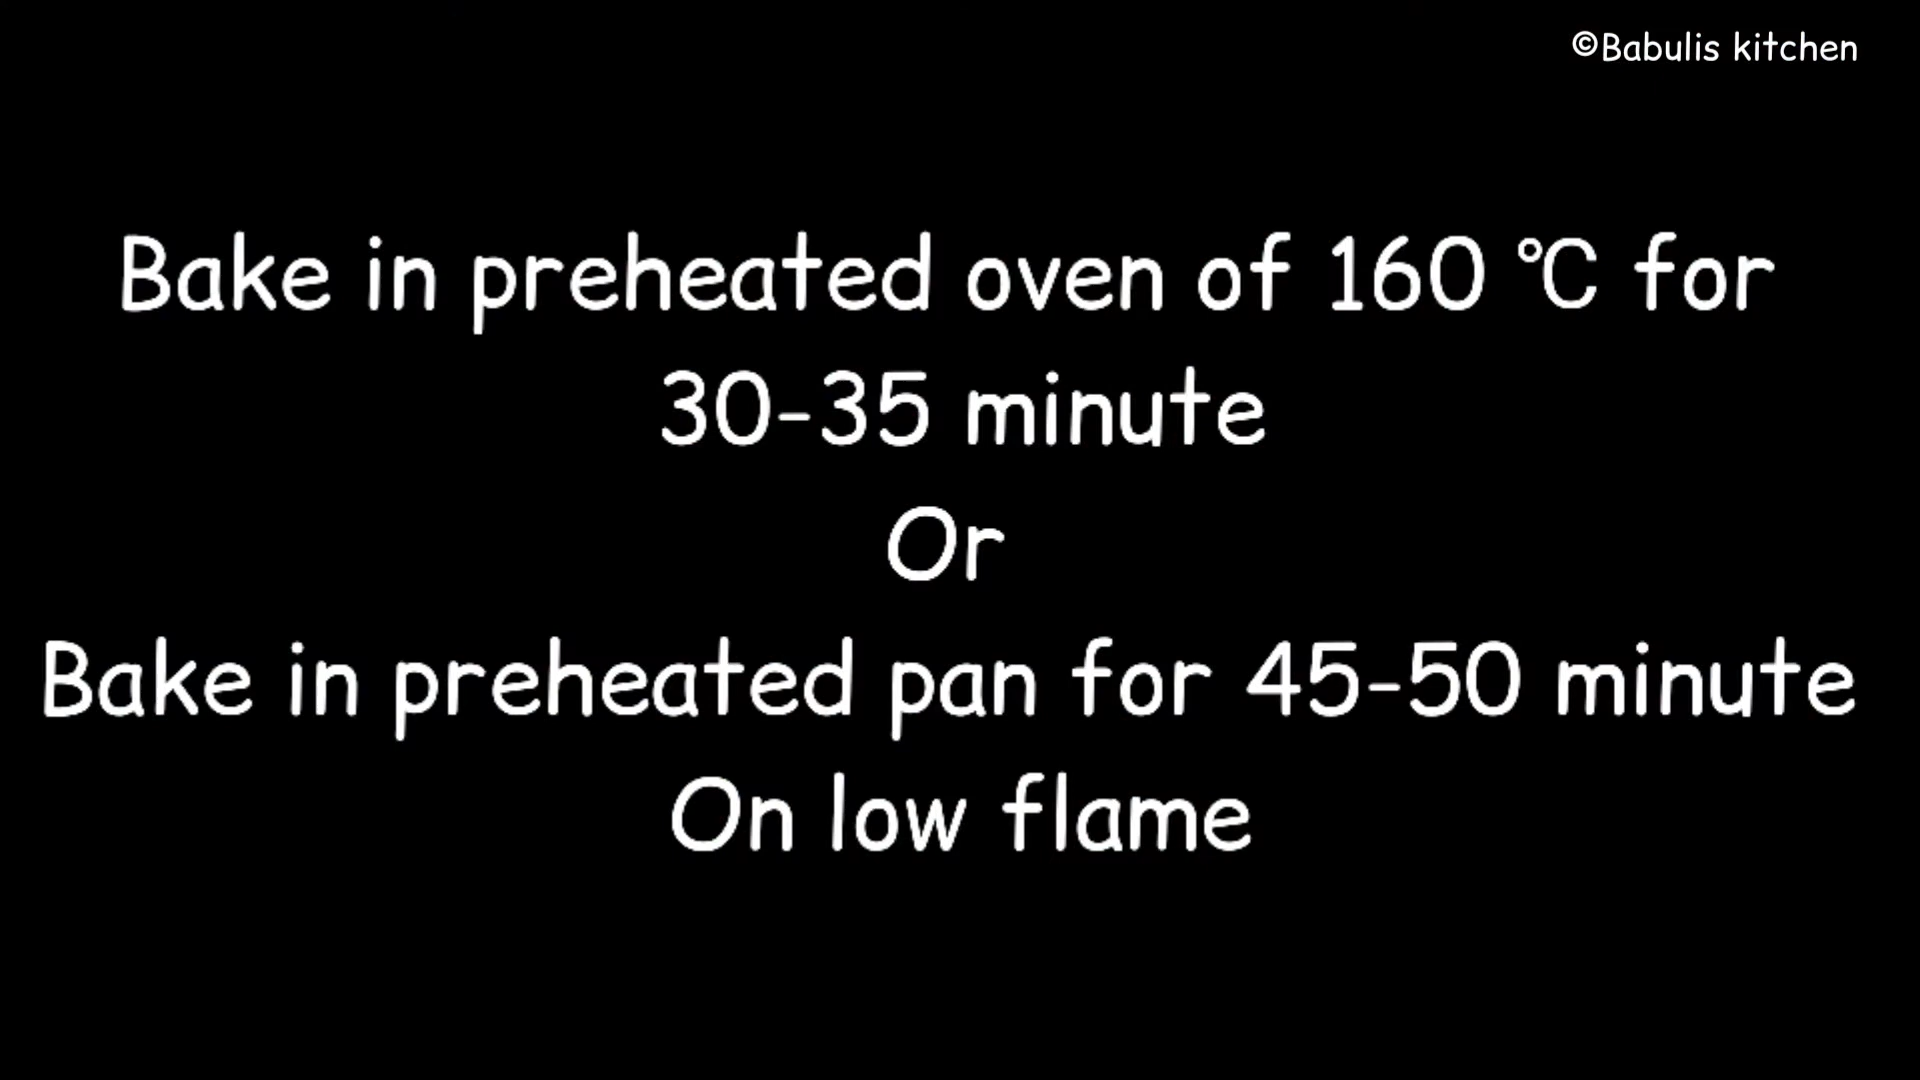 ©Babulis kitchen
Bake in preheated oven of 160 °C for
30-35 minute
Or
Bake in preheated pan for 45-50 minute
On low flame